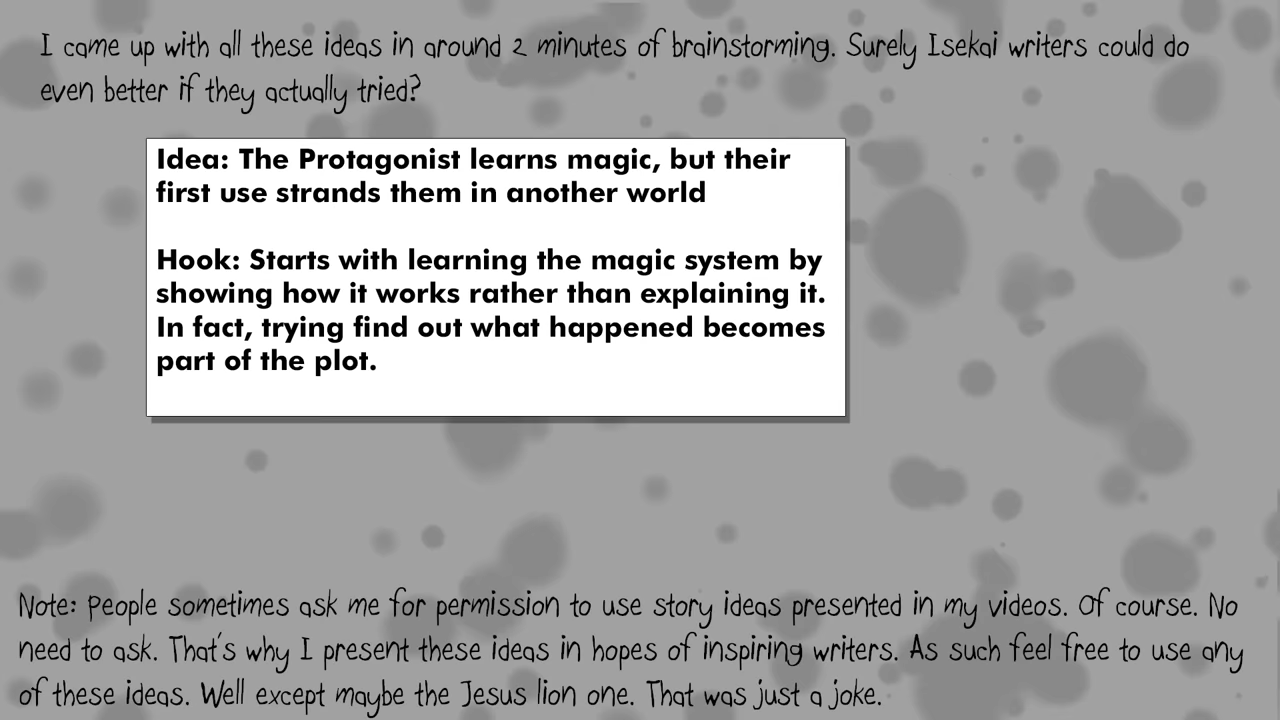 I came up with all these ideas in around 2 minutes of brainstorming. Surely Isekai writers could do
even better if they actually tried?
Idea: The Protagonist learns magic, but their
first use strands them in another world
Hook: Starts with learning the magic system by
showing how it works rather than explaining it.
In fact, trying find out what happened becomes
part of the plot.
Note: People sometimes ask me for permission to use story ideas presented in my videos. Of course. No
need to ask. That's why I present these ideas in hopes of inspiring writers. As such feel free to use any
of these ideas. Well except maybe the Jesus lion one. That was just a joke.